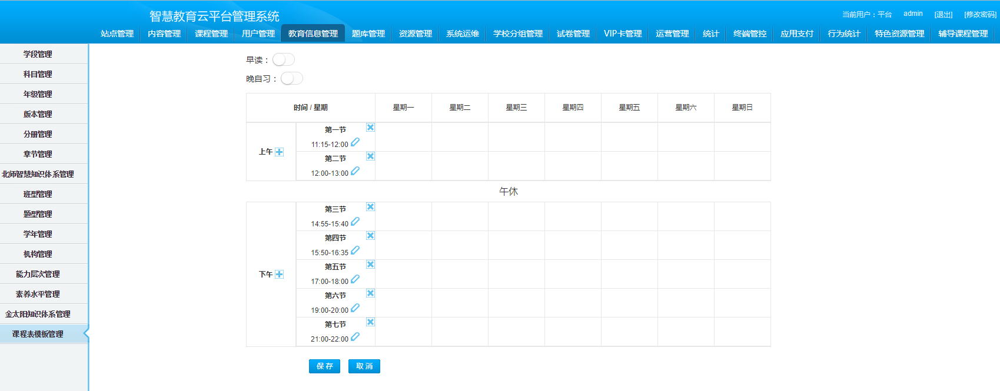 智慧教育云平台管理系统
当前用户：平台 admin [退出] [修改密码]
站点管理 内容管理 课程管理 用户管理 教育信息管理 题库管理 资源管理 系统运维 学校分组管理 试卷管理 VIP卡管理 运营管理 统计 终端管控 应用支付 行为统计 特色资源管理 辅导课程管理
学段管理
科目管理
年级管理
版本管理
分册管理
章节管理
北师智慧知识体系管理
班型管理
题型管理
学年管理
机构管理
能力层次管理
素养水平管理
金太阳知识体系管理
课程表模板管理
早读：
晚自习：
时间 / 星期 星期一 星期二 星期三 星期四 星期五 星期六 星期日
上午
第一节
11:15-12:00
第二节
12:00-13:00
午休
下午
第三节
14:55-15:40
第四节
15:50-16:35
第五节
17:00-18:00
第六节
19:00-20:00
第七节
21:00-22:00
保存 取消